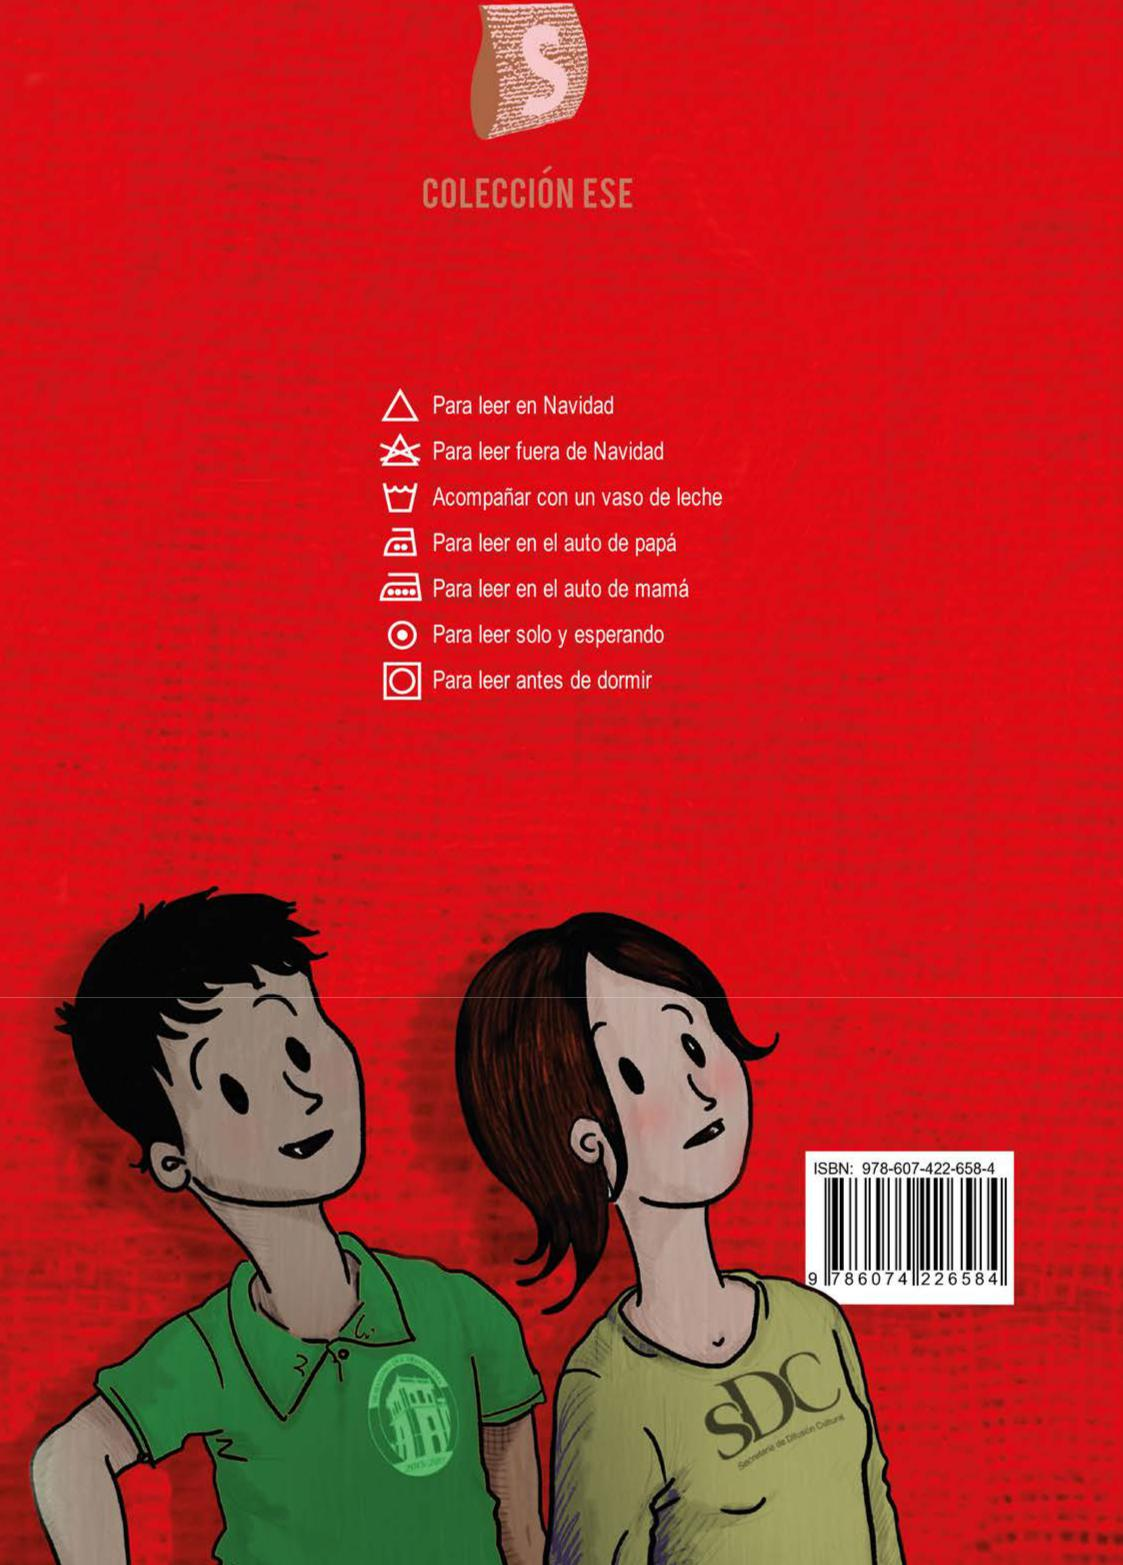 S
COLECCIÓN ESE
Para leer en Navidad
Para leer fuera de Navidad
Acompañar con un vaso de leche
Para leer en el auto de papá
Para leer en el auto de mamá
Para leer solo y esperando
Para leer antes de dormir
ISBN: 978-607-422-658-4
9 786074 226584
SDC
Secretaría de Difusión Cultural